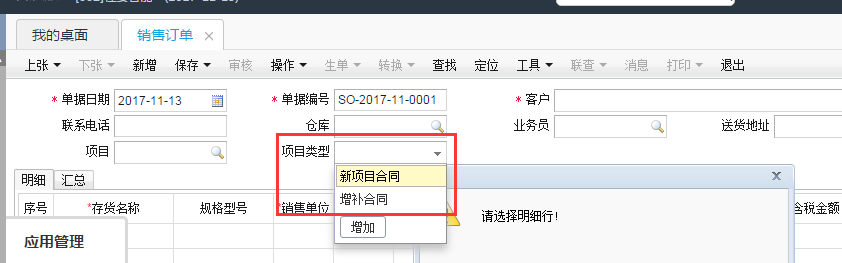 我的桌面 销售订单
上张 下张 新增 保存 审核 操作 生单 转换 查找 定位 工具 联查 消息 打印 退出
*单据日期 2017-11-13 *单据编号 SO-2017-11-0001 *客户
联系电话 仓库 业务员 送货地址
项目 项目类型
新项目合同
明细 汇总
增补合同
序号 *存货名称 规格型号 *销售单位 含税金额
请选择明细行!
增加
应用管理